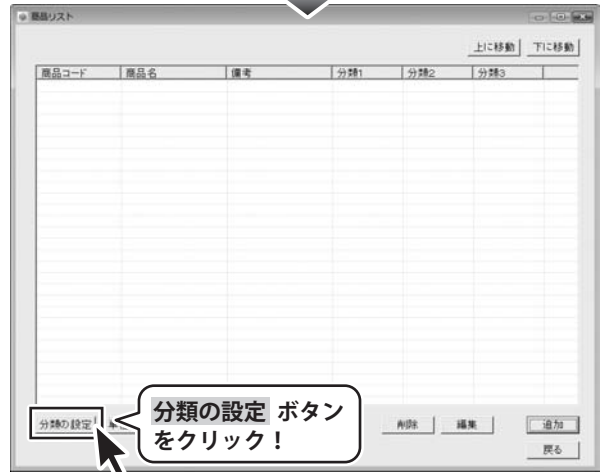 商品リスト
上に移動 下に移動
商品コード 商品名 備考 分類1 分類2 分類3
分類の設定 ボタン
をクリック！
分類の設定 削除 編集 追加
戻る